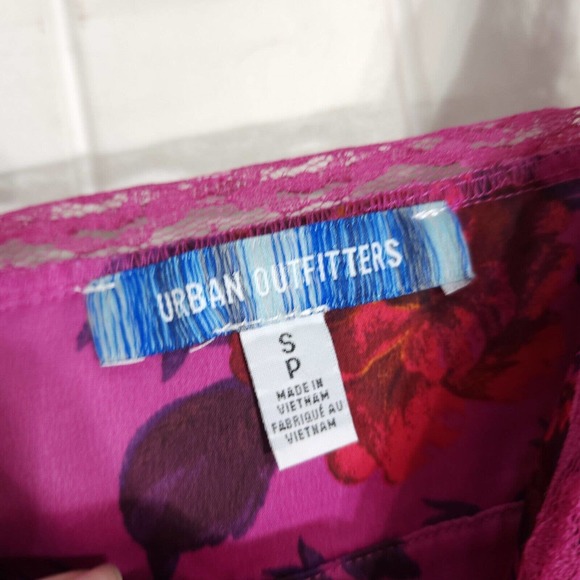 URBAN OUTFITTERS
S
P
MADE IN
VIETNAM
FABRIQUÉ AU
VIETNAM